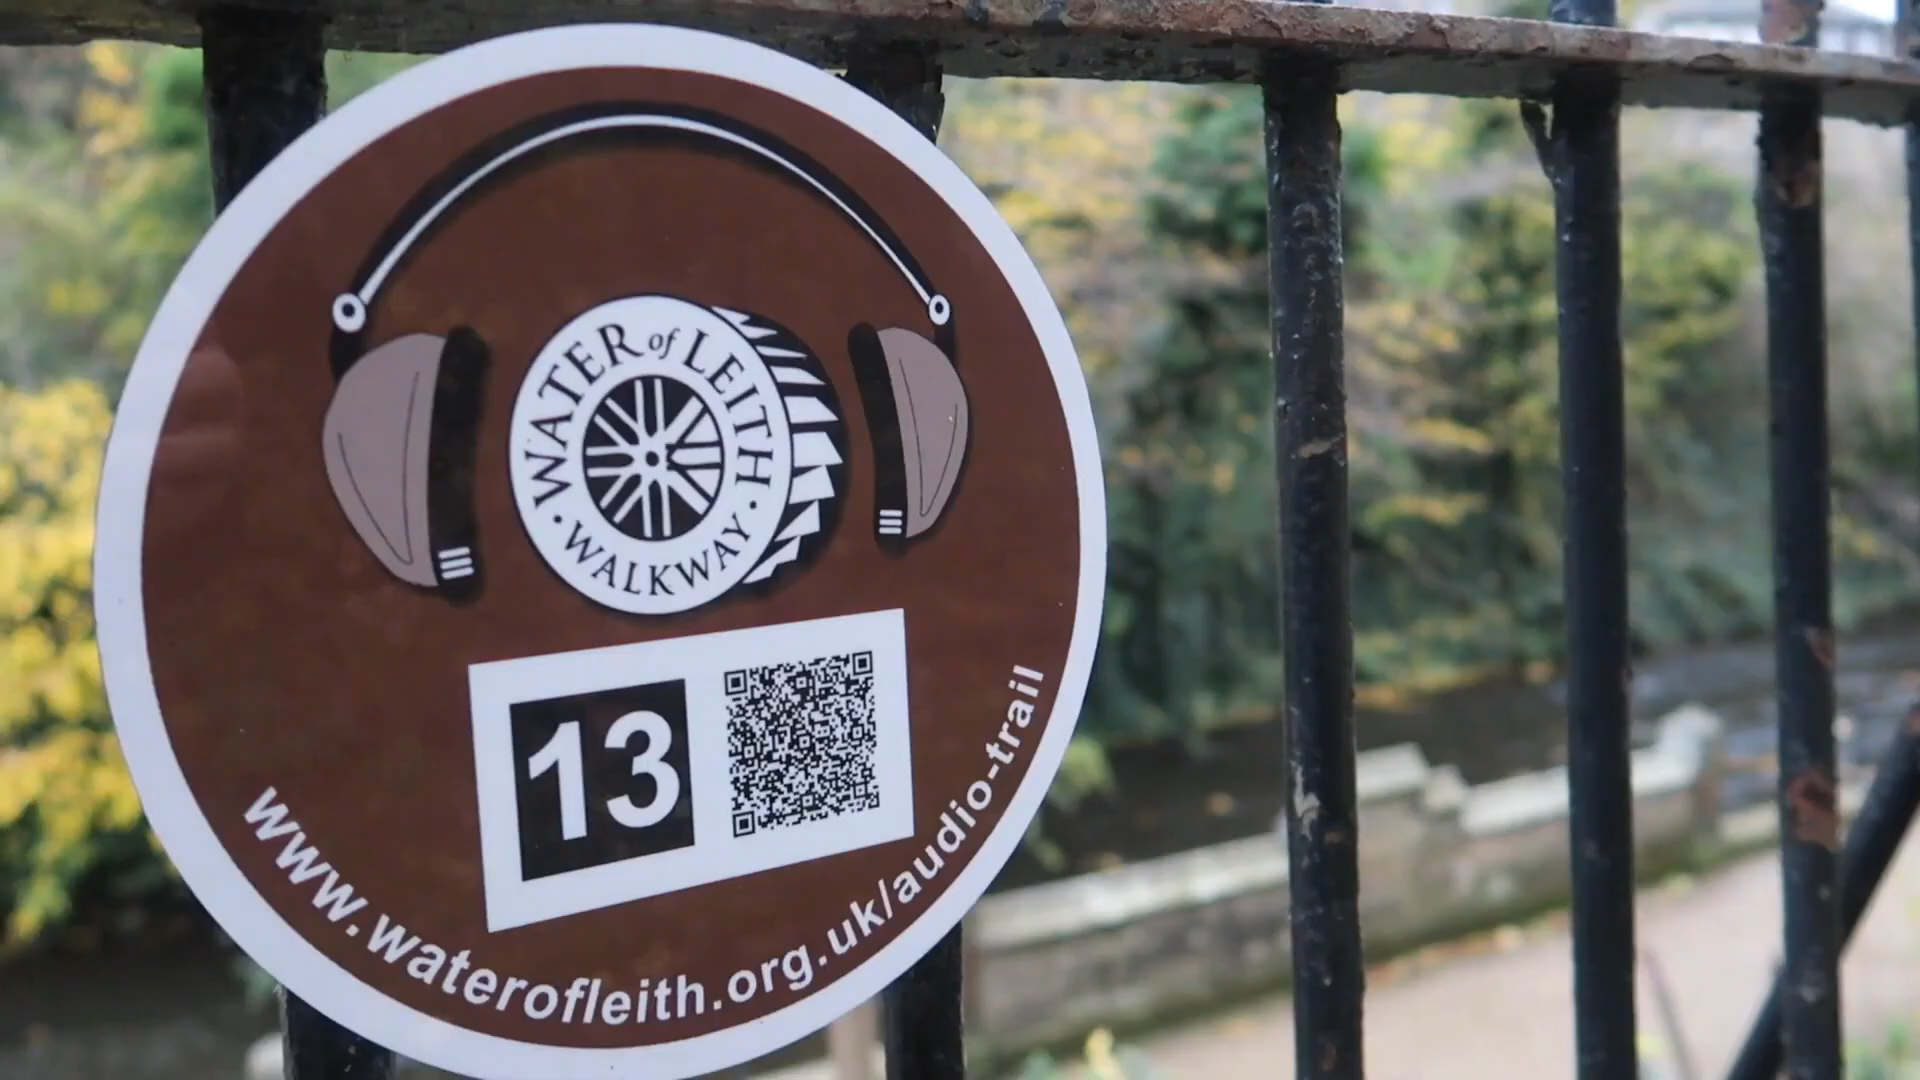 WATER of LEITH
· WALKWAY ·
13
www.waterofleith.org.uk/audio-trail